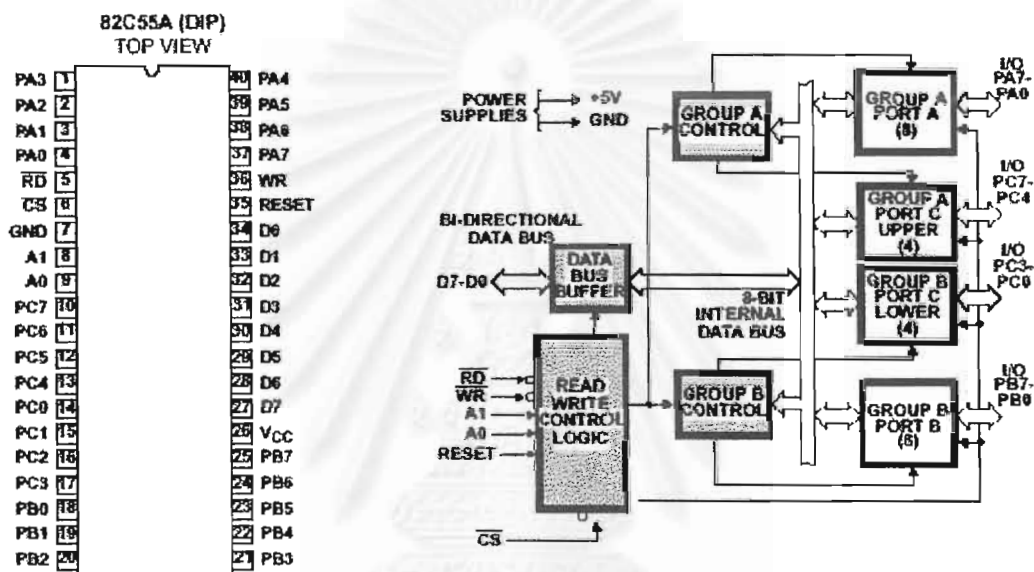 82C55A (DIP)
TOP VIEW
PA3 1
PA2 2
PA1 3
PA0 4
RD 5
CS 6
GND 7
A1 8
A0 9
PC7 10
PC6 11
PC5 12
PC4 13
PC0 14
PC1 15
PC2 16
PC3 17
PB0 18
PB1 19
PB2 20
40 PA4
39 PA5
38 PA6
37 PA7
36 WR
35 RESET
34 D0
33 D1
32 D2
31 D3
30 D4
29 D5
28 D6
27 D7
26 VCC
25 PB7
24 PB6
23 PB5
22 PB4
21 PB3
POWER
SUPPLIES
+5V
GND
BI-DIRECTIONAL
DATA BUS
D7-D0
DATA
BUS
BUFFER
RD
WR
A1
A0
RESET
CS
READ
WRITE
CONTROL
LOGIC
GROUP A
CONTROL
GROUP B
CONTROL
8-BIT
INTERNAL
DATA BUS
GROUP A
PORT A
(8)
GROUP A
PORT C
UPPER
(4)
GROUP B
PORT C
LOWER
(4)
GROUP B
PORT B
(8)
I/O
PA7-
PA0
I/O
PC7-
PC4
I/O
PC3-
PC0
I/O
PB7-
PB0